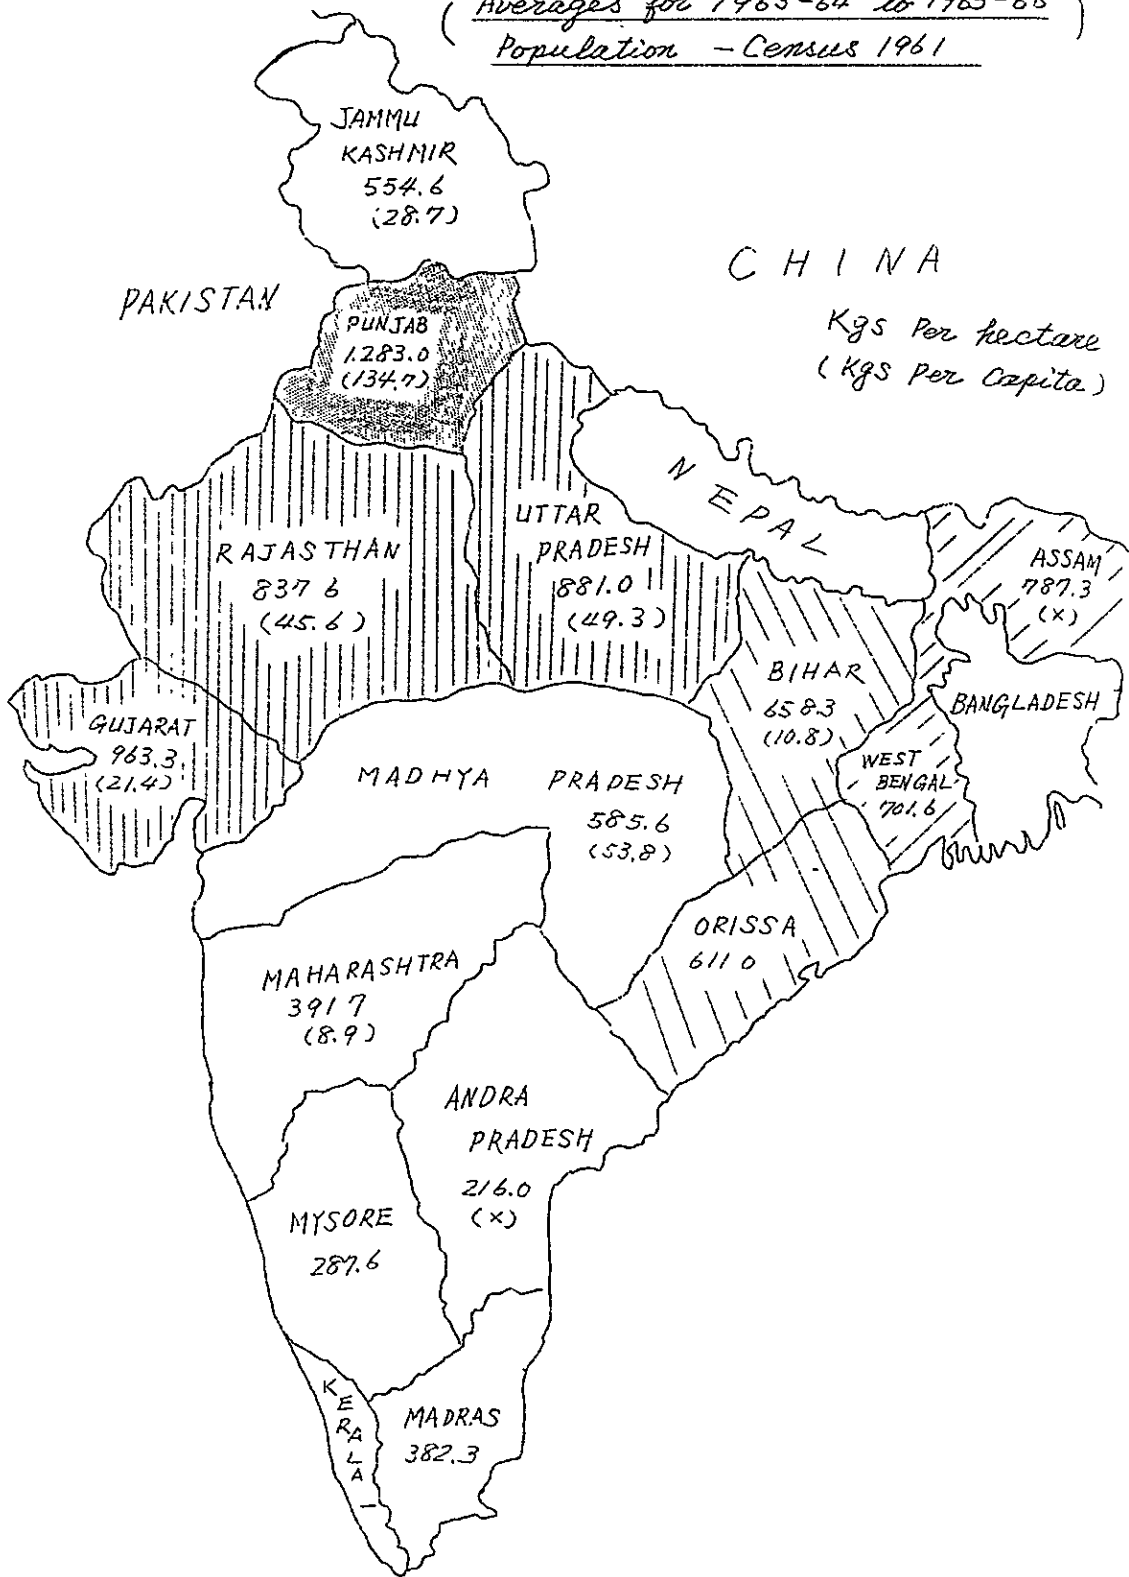 ( Averages for 1963-64 to 1965-66
Population - Census 1961 )
JAMMU
KASHMIR
554.6
(28.7)
CHINA
PAKISTAN
Kgs Per hectare
(Kgs Per Capita)
PUNJAB
1.283.0
(134.7)
NEPAL
UTTAR
PRADESH
881.0
(49.3)
RAJASTHAN
837 6
(45.6)
ASSAM
787.3
(x)
BIHAR
658.3
(10.8)
BANGLADESH
GUJARAT
963.3
(21.4)
WEST
BENGAL
701.6
MADHYA PRADESH
585.6
(53.8)
ORISSA
611 0
MAHARASHTRA
391 7
(8.9)
ANDRA
PRADESH
216.0
(x)
MYSORE
287.6
KERALA
MADRAS
382.3